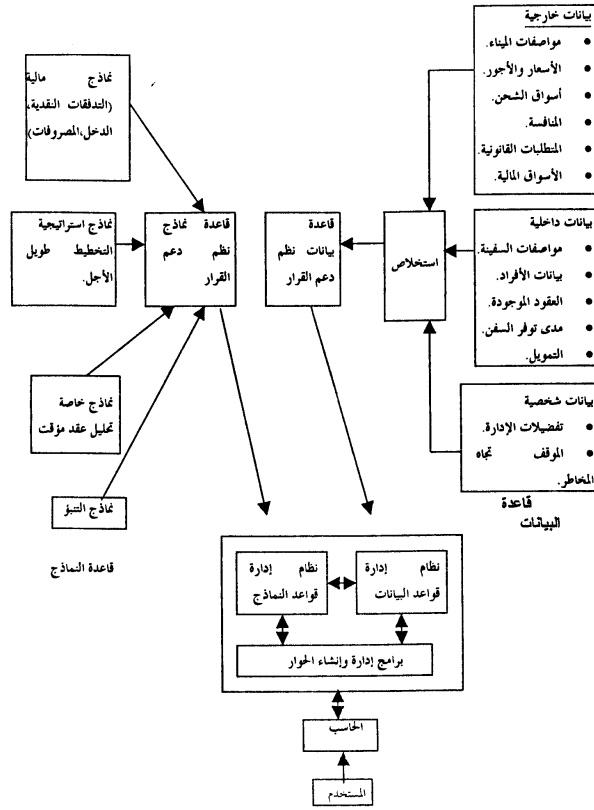 بيانات خارجية
● مواصفات الميناء.
● الأسعار والأجور.
● أسواق الشحن.
● المنافسة.
● المتطلبات القانونية.
● الأسواق المالية.
بيانات داخلية
● مواصفات السفينة.
● بيانات الأفراد.
● العقود الموجودة.
● مدى توفر السفن.
● التمويل.
بيانات شخصية
● تفضيلات الإدارة.
● الموقف تجاه
المخاطر.
قاعدة
البيانات
استخلاص
قاعدة
بيانات نظم
دعم القرار
قاعدة نماذج
نظم دعم
القرار
نماذج مالية
(التدفقات النقدية،
الدخل،المصروفات)
نماذج استراتيجية
التخطيط طويل
الأجل.
نماذج خاصة
تحليل عقد مؤقت
نماذج التنبؤ
قاعدة النماذج
نظام إدارة
قواعد البيانات
نظام إدارة
قواعد النماذج
برامج إدارة وإنشاء الحوار
الحاسب
المستخدم